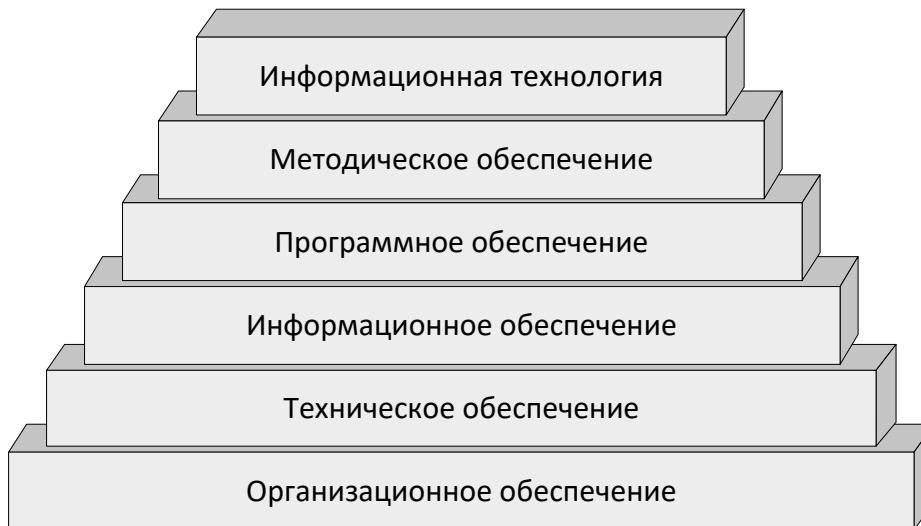 Информационная технология
Методическое обеспечение
Программное обеспечение
Информационное обеспечение
Техническое обеспечение
Организационное обеспечение